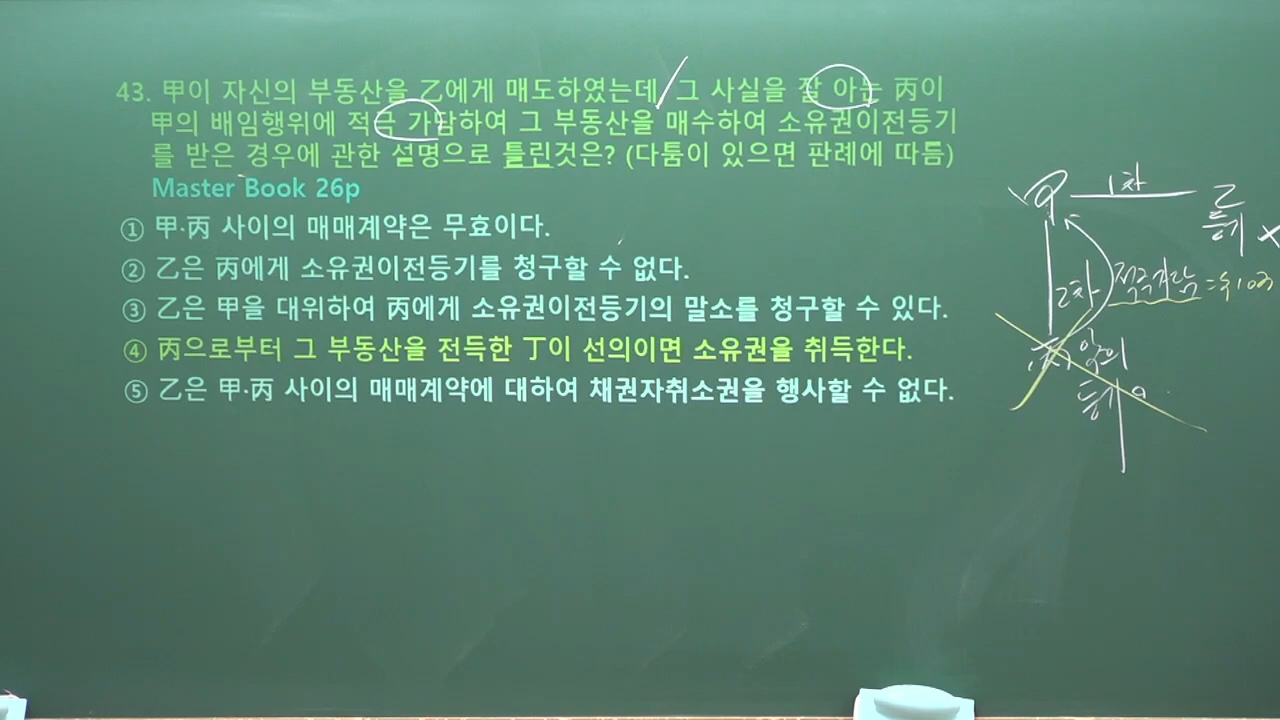 43. 甲이 자신의 부동산을 乙에게 매도하였는데 그 사실을 잘 아는 丙이
甲의 배임행위에 적극 가담하여 그 부동산을 매수하여 소유권이전등기
를 받은 경우에 관한 설명으로 틀린것은? (다툼이 있으면 판례에 따름)
Master Book 26p
① 甲·丙 사이의 매매계약은 무효이다.
② 乙은 丙에게 소유권이전등기를 청구할 수 없다.
③ 乙은 甲을 대위하여 丙에게 소유권이전등기의 말소를 청구할 수 있다.
④ 丙으로부터 그 부동산을 전득한 丁이 선의이면 소유권을 취득한다.
⑤ 乙은 甲·丙 사이의 매매계약에 대하여 채권자취소권을 행사할 수 없다.
甲 1차 乙
등기 X
2차 적극가담
악의
등기